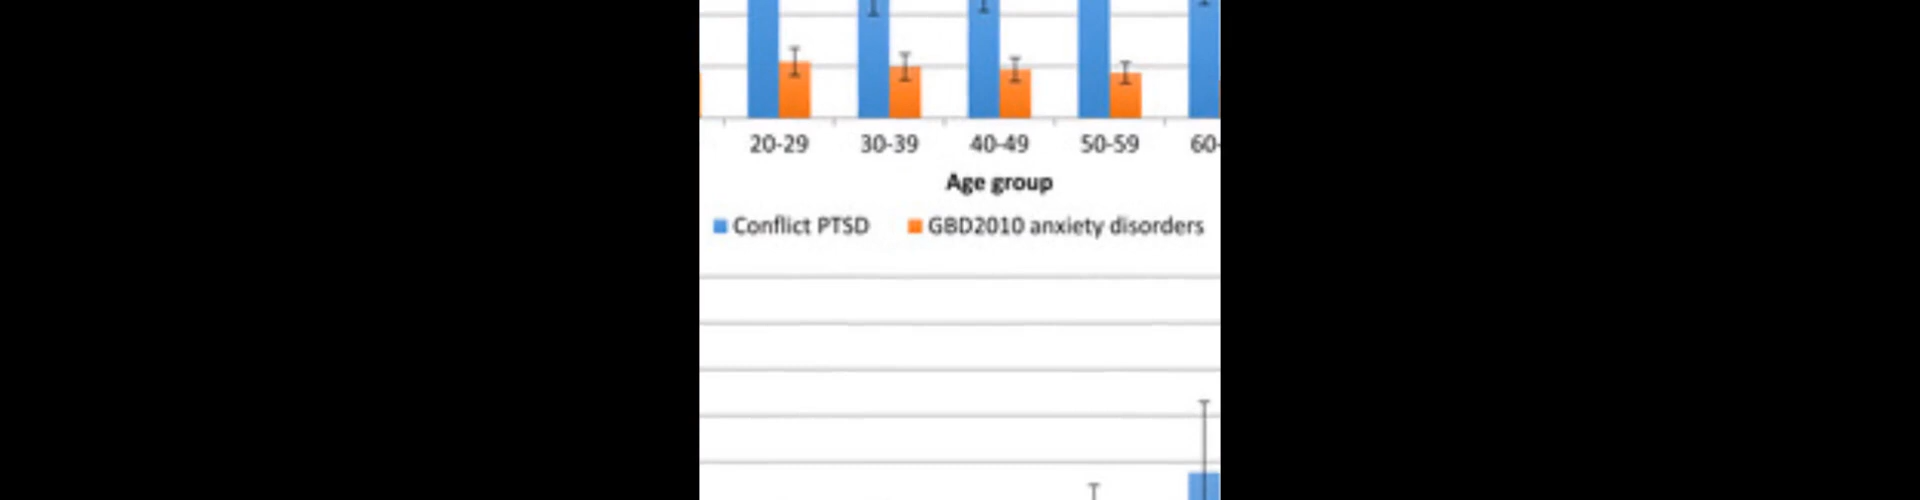 20-29 30-39 40-49 50-59 60-
Age group
Conflict PTSD GBD2010 anxiety disorders